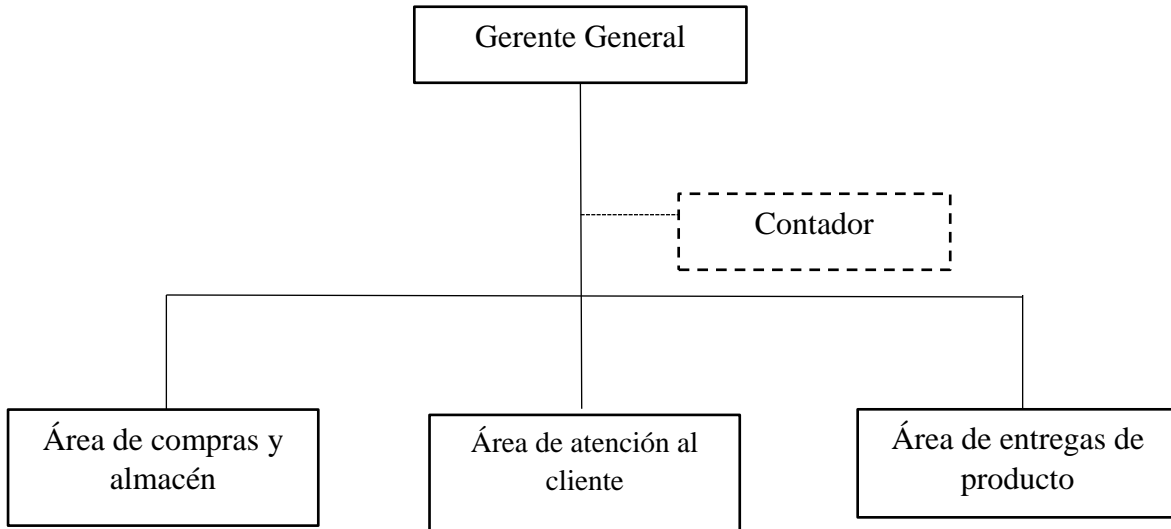 Gerente General
Contador
Área de compras y
almacén
Área de atención al
cliente
Área de entregas de
producto